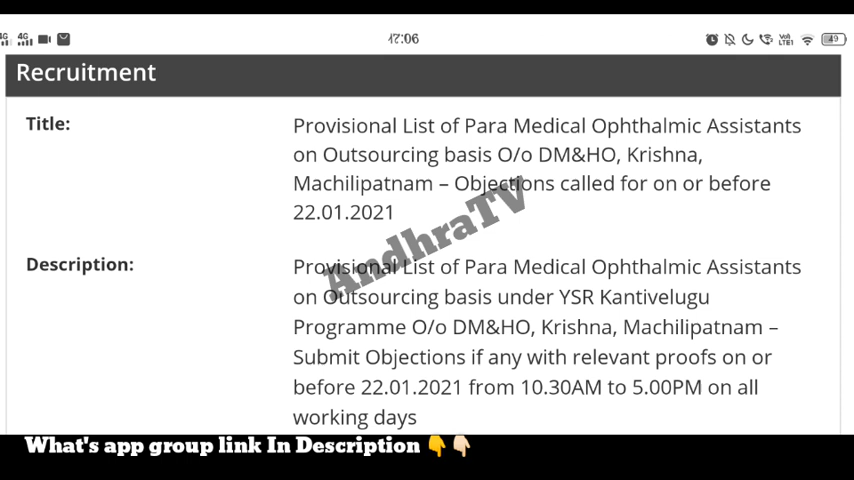 4G 4G 17:06 Vo) LTE1 49
Recruitment
Title:
Provisional List of Para Medical Ophthalmic Assistants
on Outsourcing basis O/o DM&HO, Krishna,
Machilipatnam – Objections called for on or before
22.01.2021
AndhraTV
Description:
Provisional List of Para Medical Ophthalmic Assistants
on Outsourcing basis under YSR Kantivelugu
Programme O/o DM&HO, Krishna, Machilipatnam –
Submit Objections if any with relevant proofs on or
before 22.01.2021 from 10.30AM to 5.00PM on all
working days
What's app group link In Description 👇👇🏻